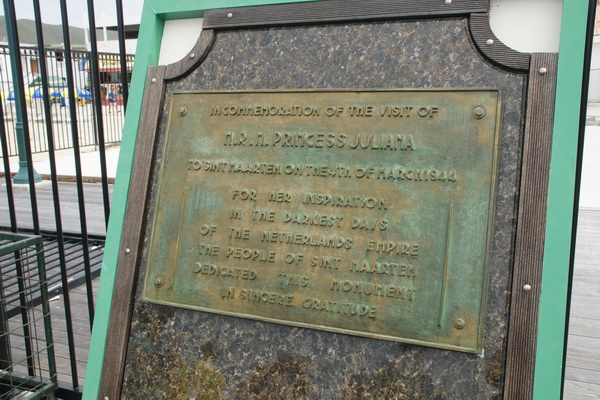 IN COMMEMORATION OF THE VISIT OF
H.R.H. PRINCESS JULIANA
TO SINT MAARTEN ON THE 4TH OF MARCH 1944
FOR HER INSPIRATION
IN THE DARKEST DAYS
OF THE NETHERLANDS EMPIRE
THE PEOPLE OF SINT MAARTEN
DEDICATED THIS MONUMENT
IN SINCERE GRATITUDE